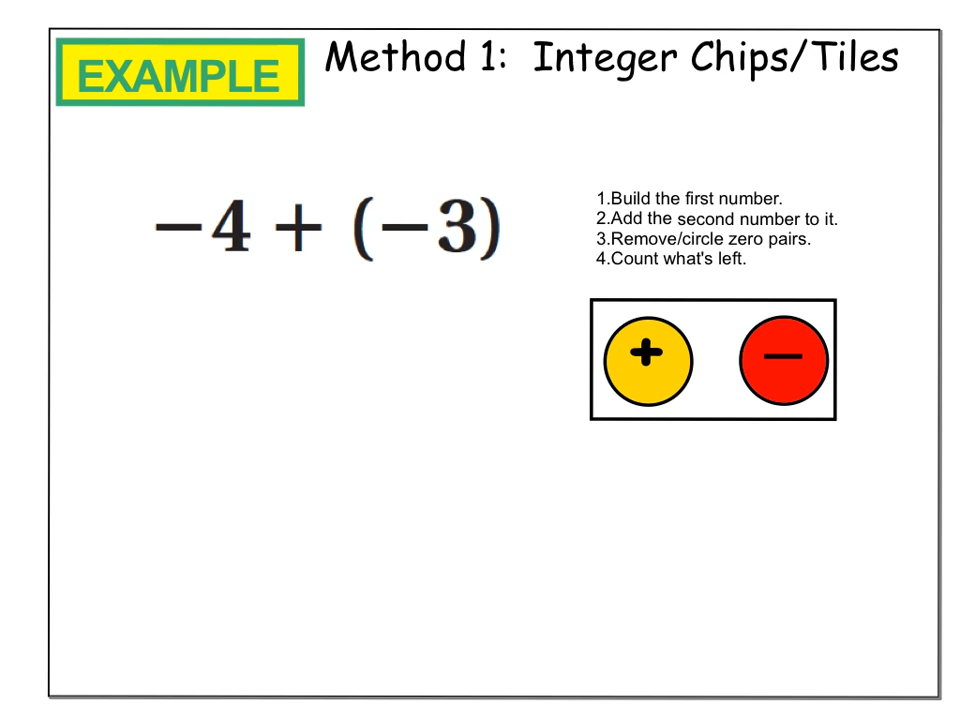 EXAMPLE
Method 1: Integer Chips/Tiles
−4 + (−3)
1.Build the first number.
2.Add the second number to it.
3.Remove/circle zero pairs.
4.Count what's left.
+ −